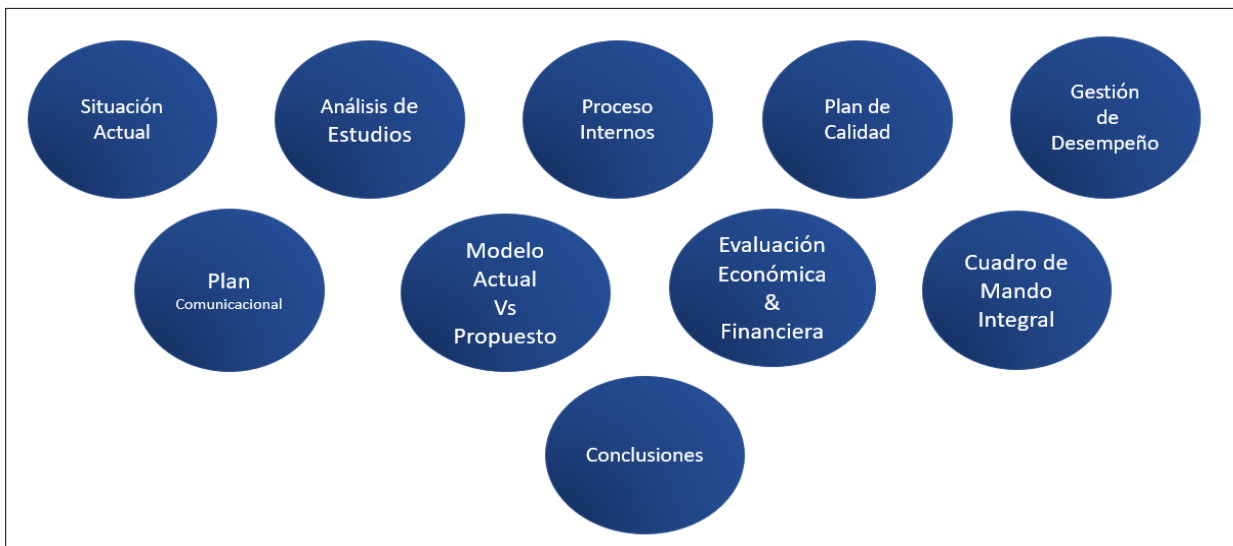 Situación
Actual
Análisis de
Estudios
Proceso
Internos
Plan de
Calidad
Gestión
de
Desempeño
Plan
Comunicacional
Modelo
Actual
Vs
Propuesto
Evaluación
Económica
&
Financiera
Cuadro de
Mando
Integral
Conclusiones